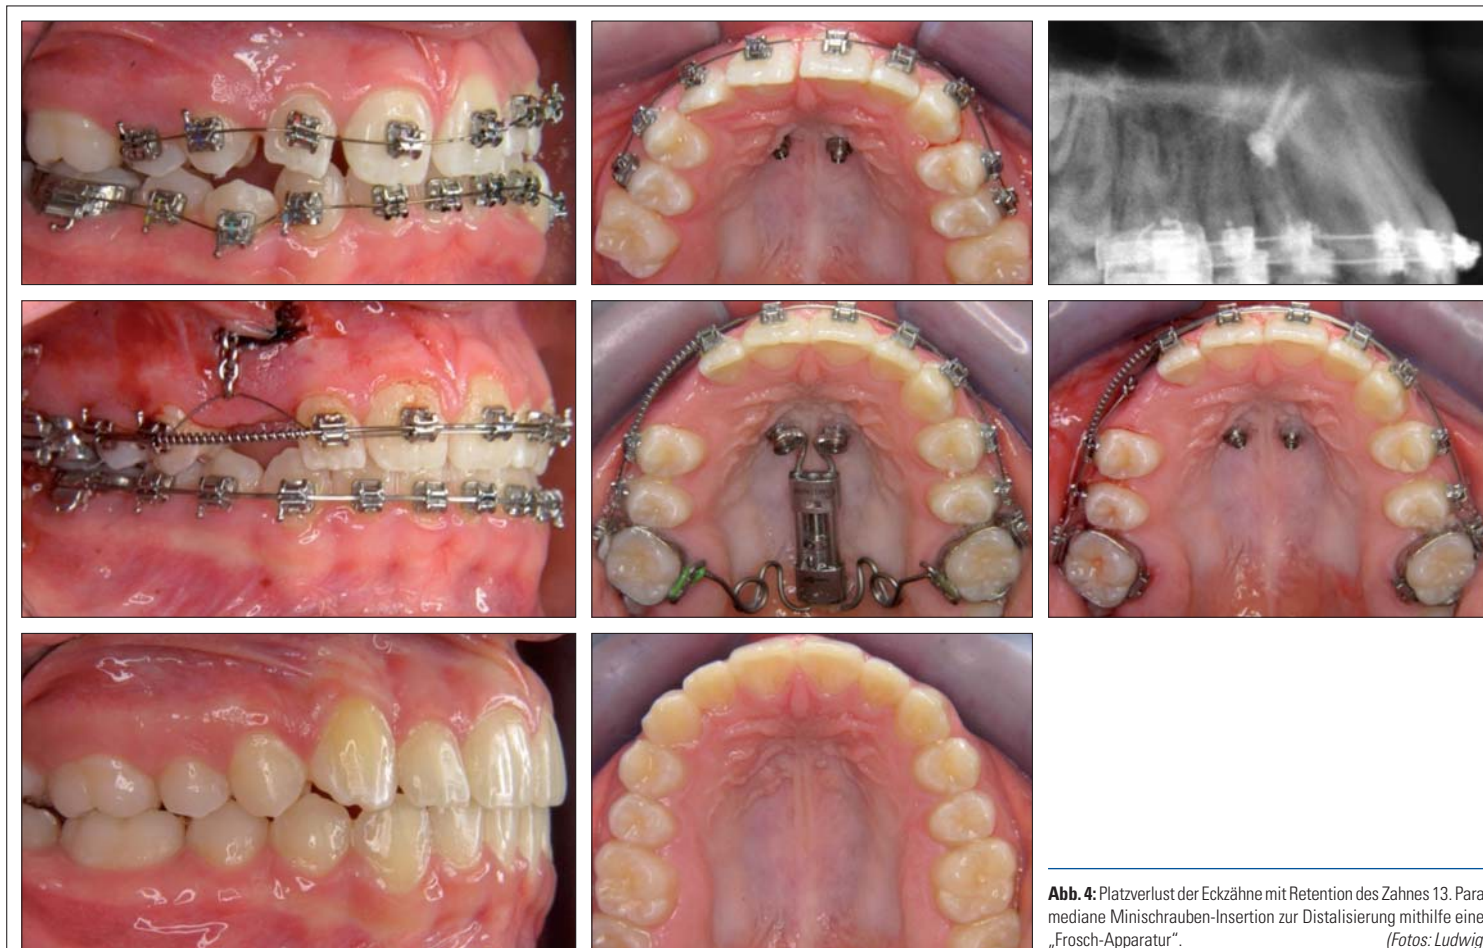 Abb. 4: Platzverlust der Eckzähne mit Retention des Zahnes 13. Para
mediane Minischrauben-Insertion zur Distalisierung mithilfe eine
„Frosch-Apparatur“. (Fotos: Ludwig